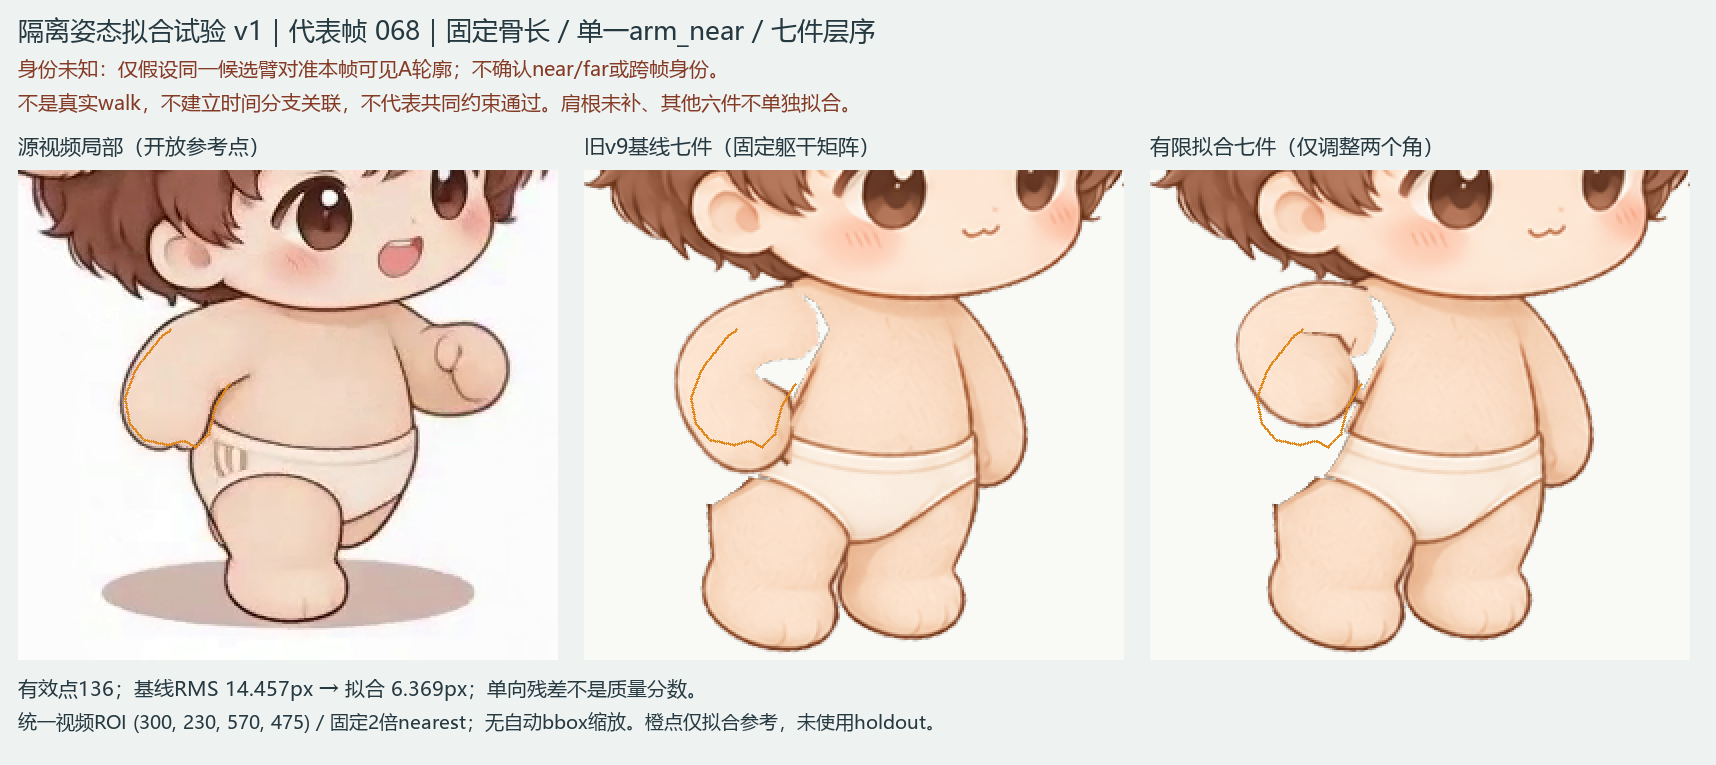 隔离姿态拟合试验 v1 | 代表帧 068 | 固定骨长 / 单一arm_near / 七件层序
身份未知：仅假设同一候选臂对准本帧可见A轮廓；不确认near/far或跨帧身份。
不是真实walk，不建立时间分支关联，不代表共同约束通过。肩根未补、其他六件不单独拟合。
源视频局部（开放参考点）
旧v9基线七件（固定躯干矩阵）
有限拟合七件（仅调整两个角）
有效点136；基线RMS 14.457px → 拟合 6.369px；单向残差不是质量分数。
统一视频ROI (300, 230, 570, 475) / 固定2倍nearest；无自动bbox缩放。橙点仅拟合参考，未使用holdout。